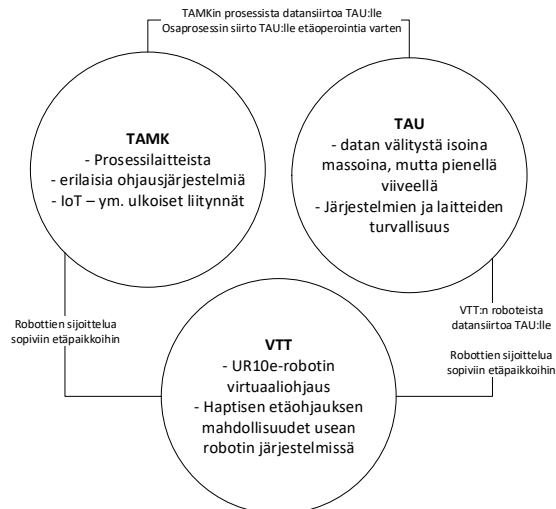 TAMKin prosessista datansiirtoa TAU:lle
Osaprosessin siirto TAU:lle etäoperointia varten
TAMK
- Prosessilaitteista
- erilaisia ohjausjärjestelmiä
- IoT – ym. ulkoiset liitynnät
TAU
- datan välitystä isoina
massoina, mutta pienellä
viiveellä
- Järjestelmien ja laitteiden
turvallisuus
Robottien sijoittelua
sopiviin etäpaikkoihin
VTT:n roboteista
datansiirtoa TAU:lle
Robottien sijoittelua
sopiviin etäpaikkoihin
VTT
- UR10e-robotin
virtuaaliohjaus
- Haptisen etäohjauksen
mahdollisuudet usean
robotin järjestelmissä